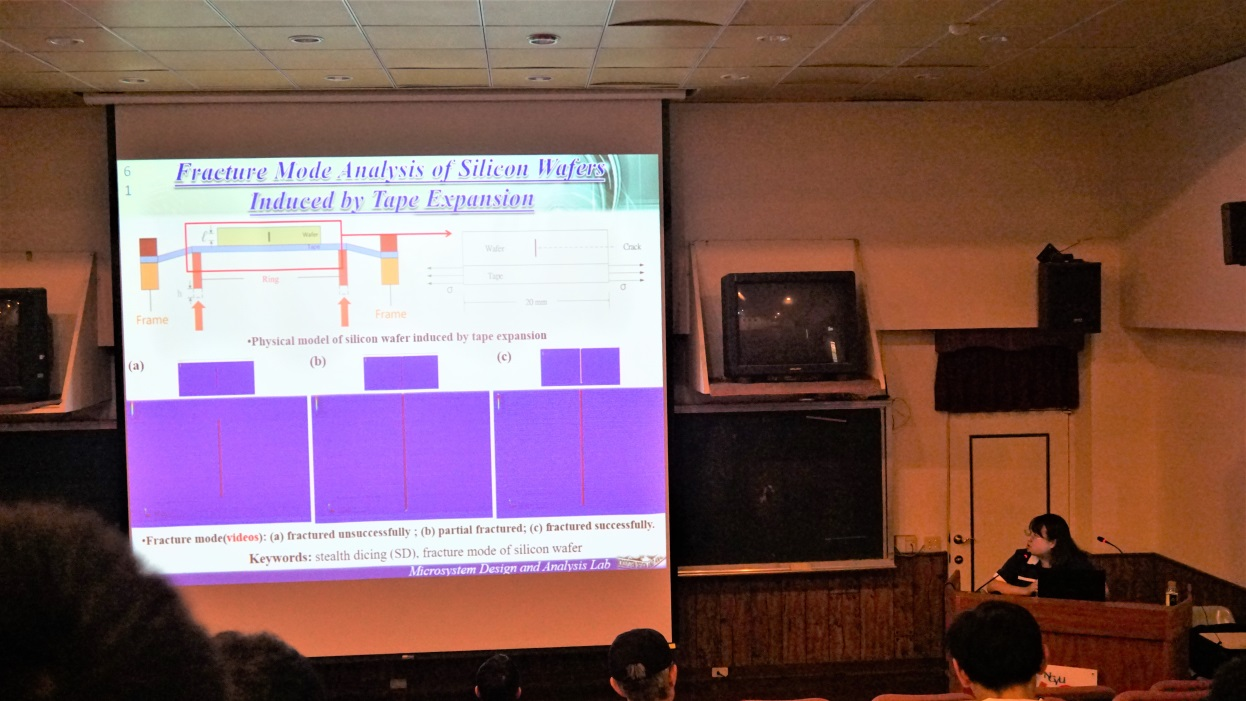 6
1
Fracture Mode Analysis of Silicon Wafers
Induced by Tape Expansion
Wafer
Tape
Ring
Frame
Frame
Wafer
Crack
Tape
σ
σ
20 mm
•Physical model of silicon wafer induced by tape expansion
(a)
(b)
(c)
•Fracture mode(videos): (a) fractured unsuccessfully ; (b) partial fractured; (c) fractured successfully.
Keywords: stealth dicing (SD), fracture mode of silicon wafer
Microsystem Design and Analysis Lab